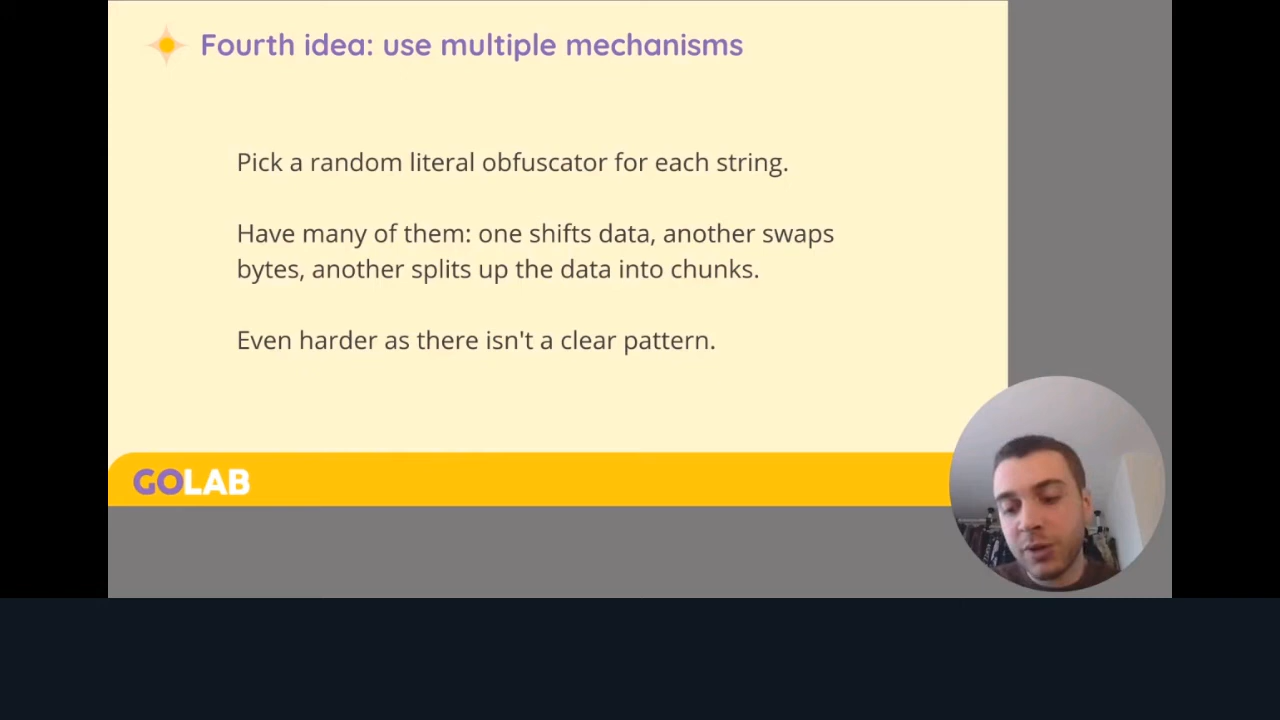 Fourth idea: use multiple mechanisms
Pick a random literal obfuscator for each string.
Have many of them: one shifts data, another swaps
bytes, another splits up the data into chunks.
Even harder as there isn't a clear pattern.
GOLAB